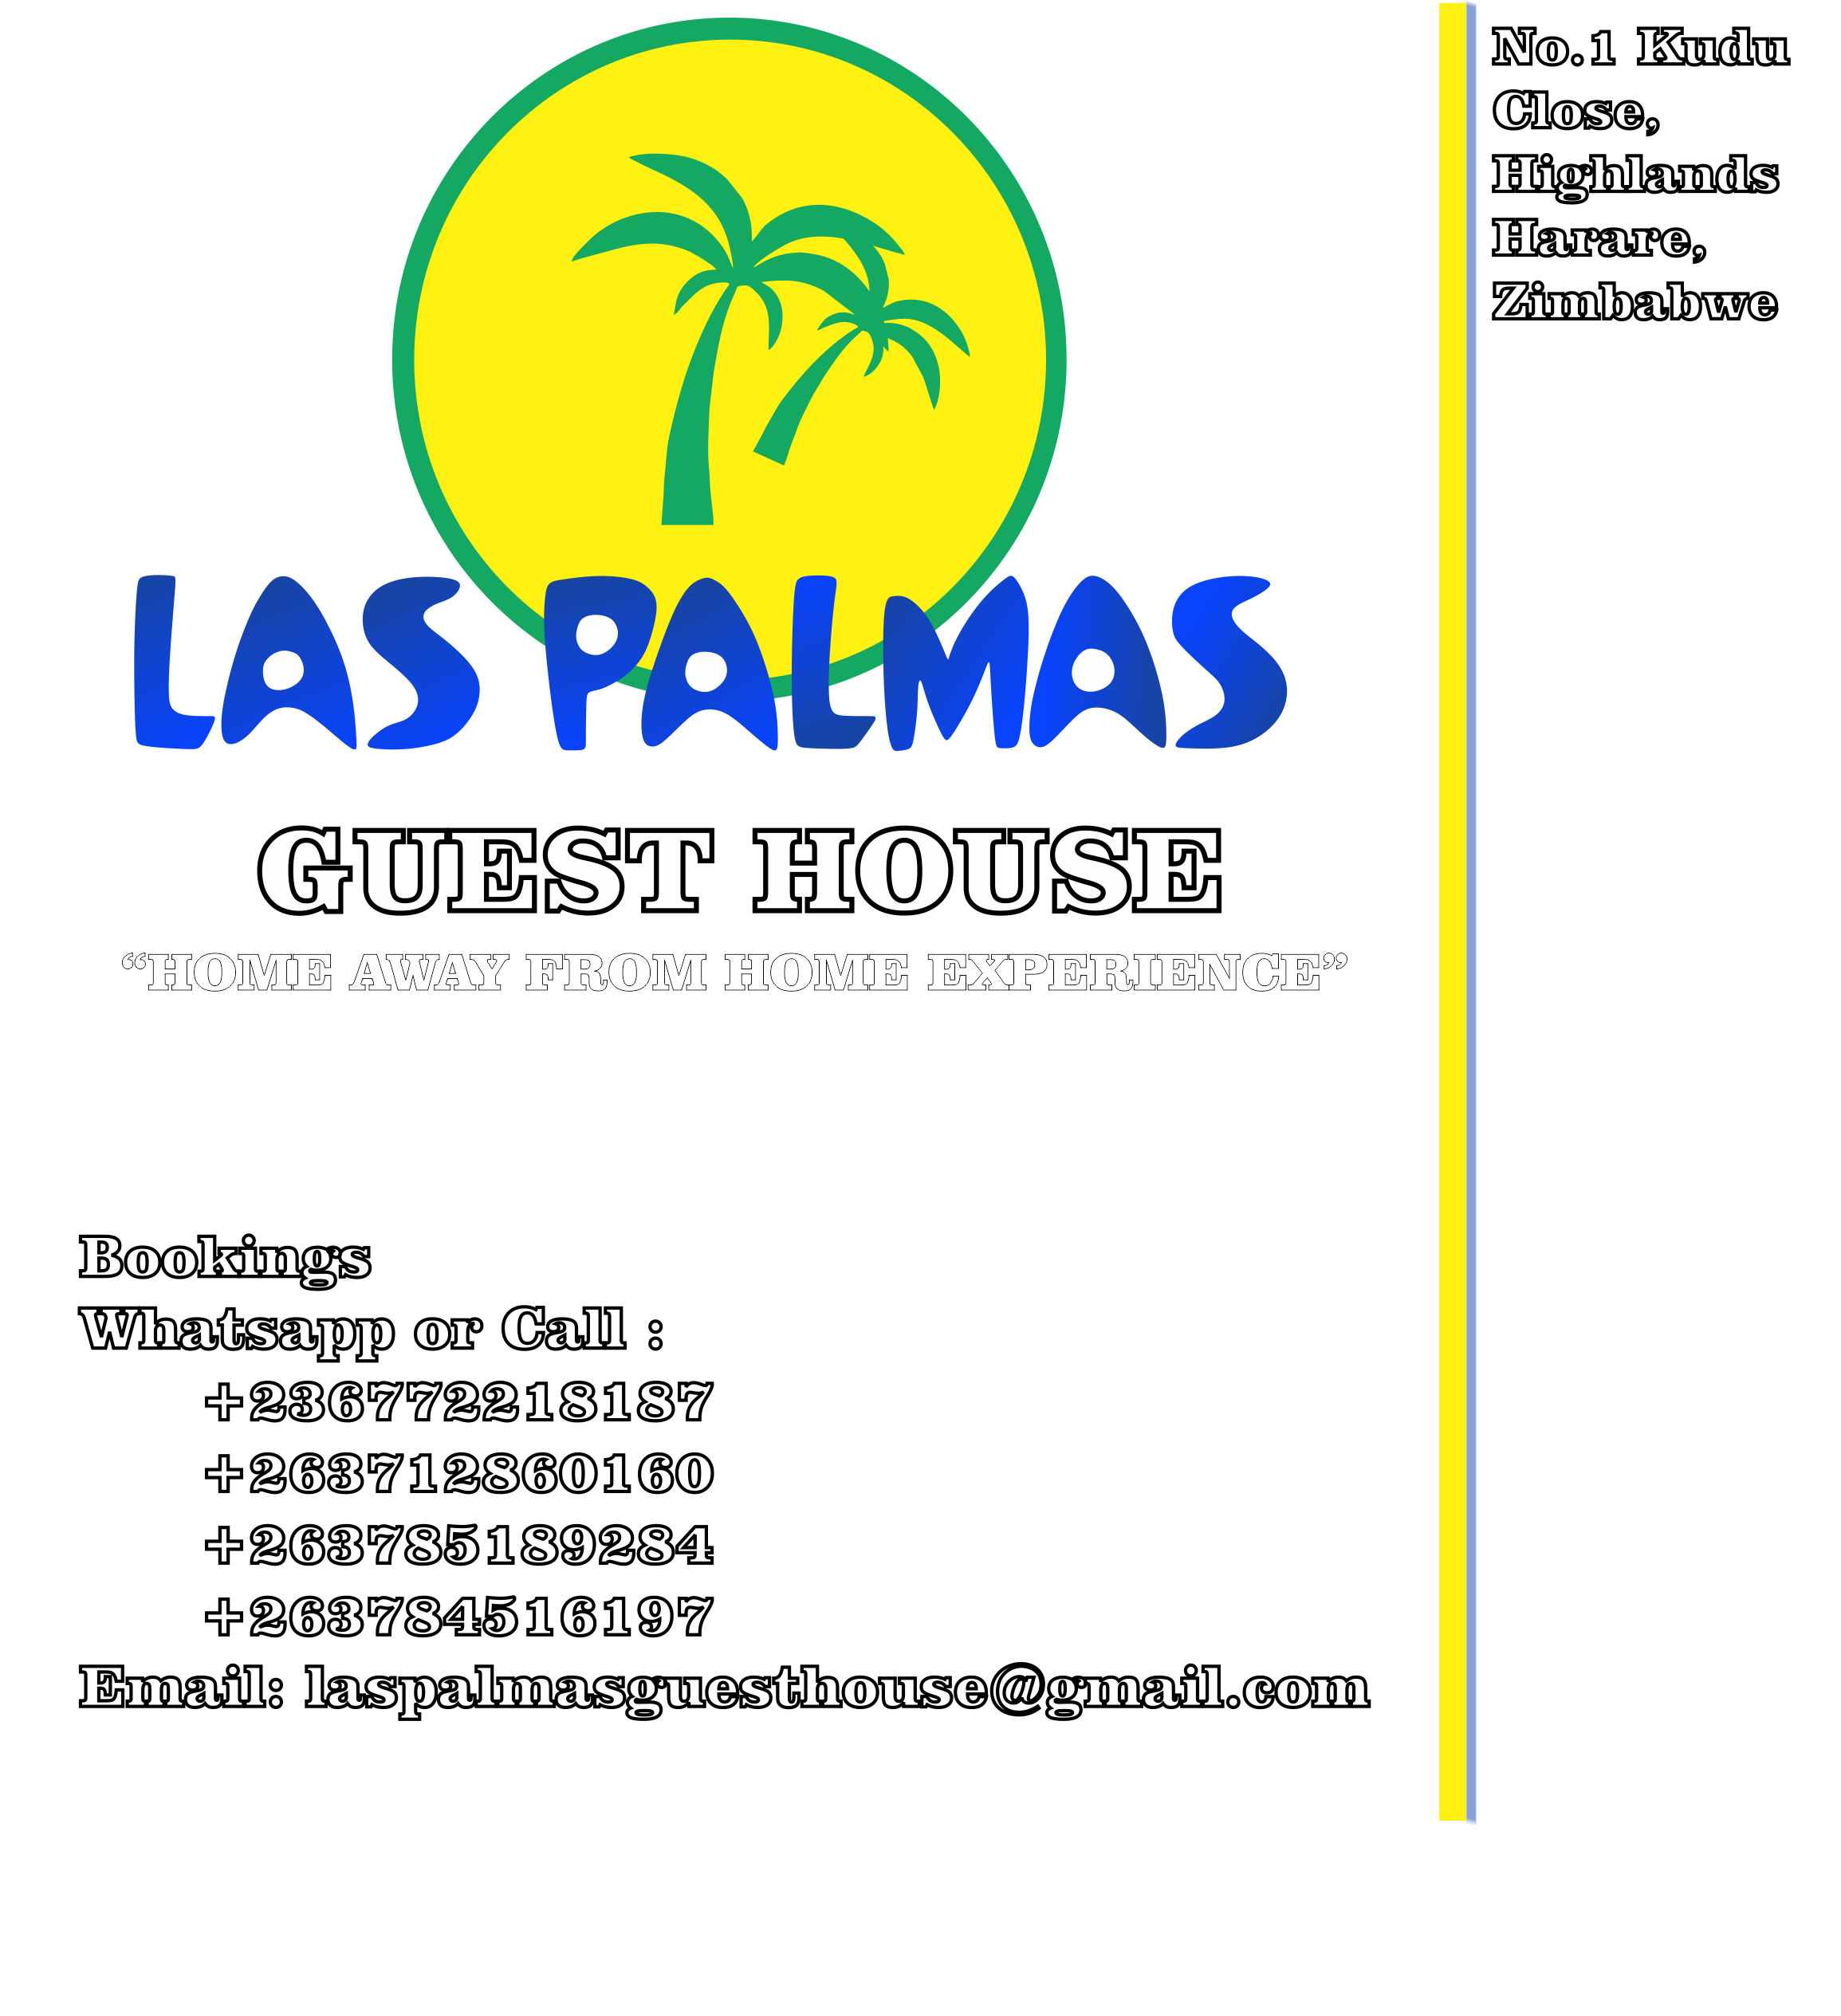 LAS PALMAS
GUEST HOUSE
“HOME AWAY FROM HOME EXPERIENCE”
Bookings
Whatsapp or Call :
+236772218187
+263712860160
+263785189284
+263784516197
Email: laspalmasguesthouse@gmail.com
No.1 Kudu
Close,
Highlands
Harare,
Zimbabwe